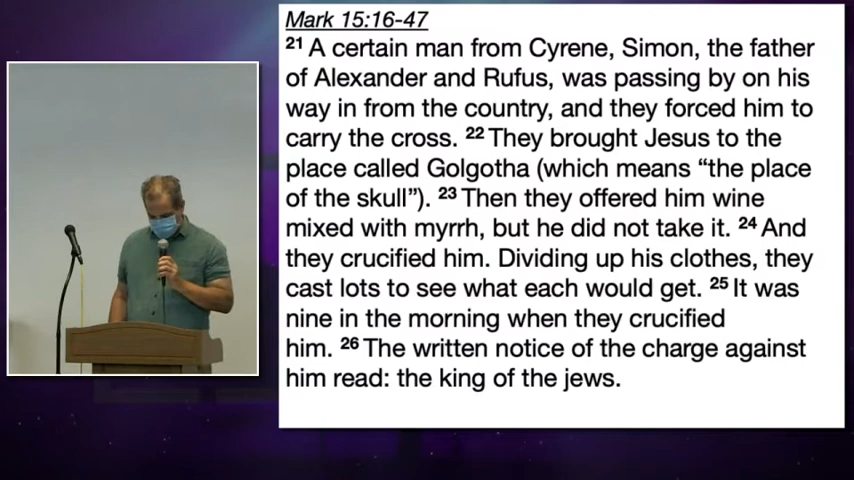 Mark 15:16-47
21 A certain man from Cyrene, Simon, the father
of Alexander and Rufus, was passing by on his
way in from the country, and they forced him to
carry the cross. 22 They brought Jesus to the
place called Golgotha (which means “the place
of the skull”). 23 Then they offered him wine
mixed with myrrh, but he did not take it. 24 And
they crucified him. Dividing up his clothes, they
cast lots to see what each would get. 25 It was
nine in the morning when they crucified
him. 26 The written notice of the charge against
him read: the king of the jews.